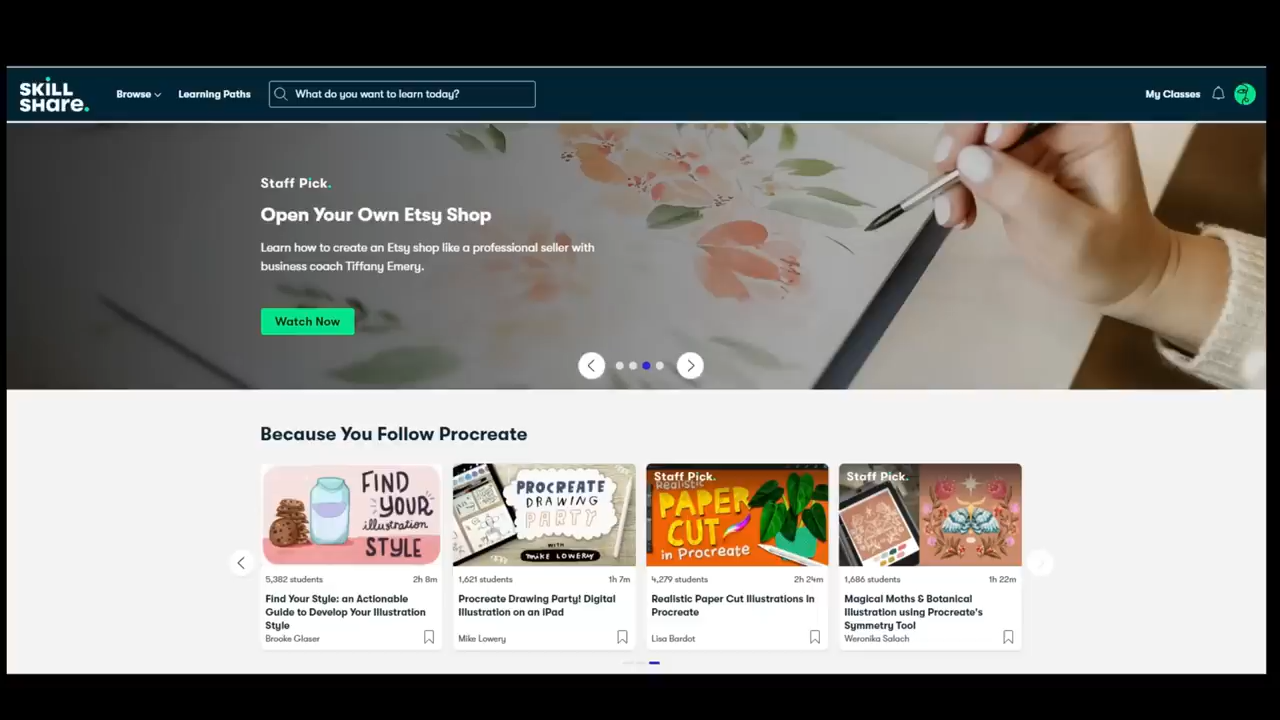 SKILL
SHare.
Browse
Learning Paths
What do you want to learn today?
My Classes
Staff Pick.
Open Your Own Etsy Shop
Learn how to create an Etsy shop like a professional seller with
business coach Tiffany Emery.
Watch Now
Because You Follow Procreate
FIND
YOUR
illustration
STYLE
5,382 students
2h 8m
Find Your Style: an Actionable
Guide to Develop Your Illustration
Style
Brooke Glaser
PROCREATE
DRAWING
PARTY
WITH
MIKE LOWERY
1,621 students
1h 7m
Procreate Drawing Party! Digital
Illustration on an iPad
Mike Lowery
Staff Pick.
Realistic
PAPER
CUT
in Procreate
4,279 students
2h 24m
Realistic Paper Cut Illustrations in
Procreate
Lisa Bardot
Staff Pick.
1,686 students
1h 22m
Magical Moths & Botanical
Illustration using Procreate's
Symmetry Tool
Weronika Salach